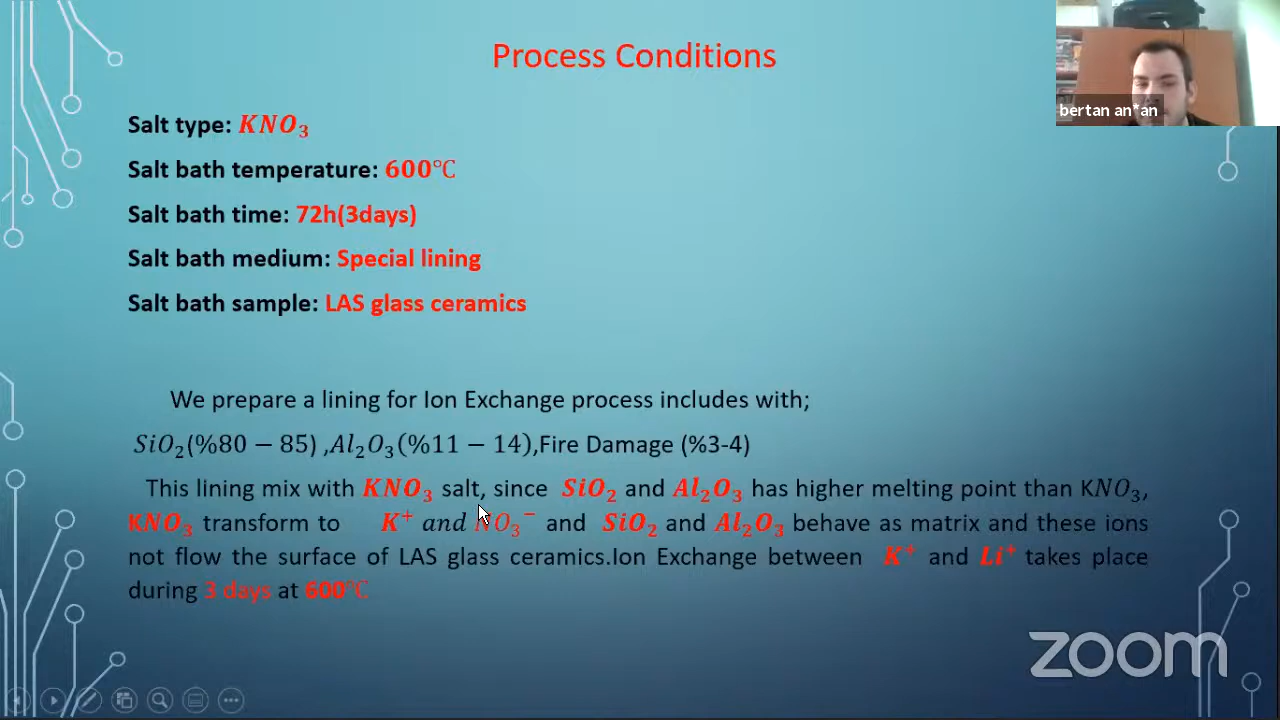 Process Conditions
bertan an*an
Salt type: KNO₃
Salt bath temperature: 600℃
Salt bath time: 72h(3days)
Salt bath medium: Special lining
Salt bath sample: LAS glass ceramics
We prepare a lining for Ion Exchange process includes with;
SiO₂(%80 − 85) ,Al₂O₃(%11 − 14),Fire Damage (%3-4)
This lining mix with KNO₃ salt, since SiO₂ and Al₂O₃ has higher melting point than KNO₃,
KNO₃ transform to K⁺ and NO₃⁻ and SiO₂ and Al₂O₃ behave as matrix and these ions
not flow the surface of LAS glass ceramics.Ion Exchange between K⁺ and Li⁺ takes place
during 3 days at 600℃
zoom